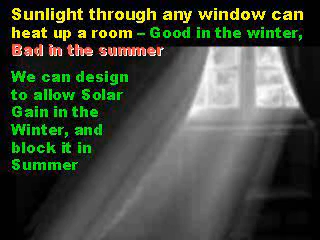 Sunlight through any window can
heat up a room – Good in the winter,
Bad in the summer
We can design
to allow Solar
Gain in the
Winter, and
block it in
Summer